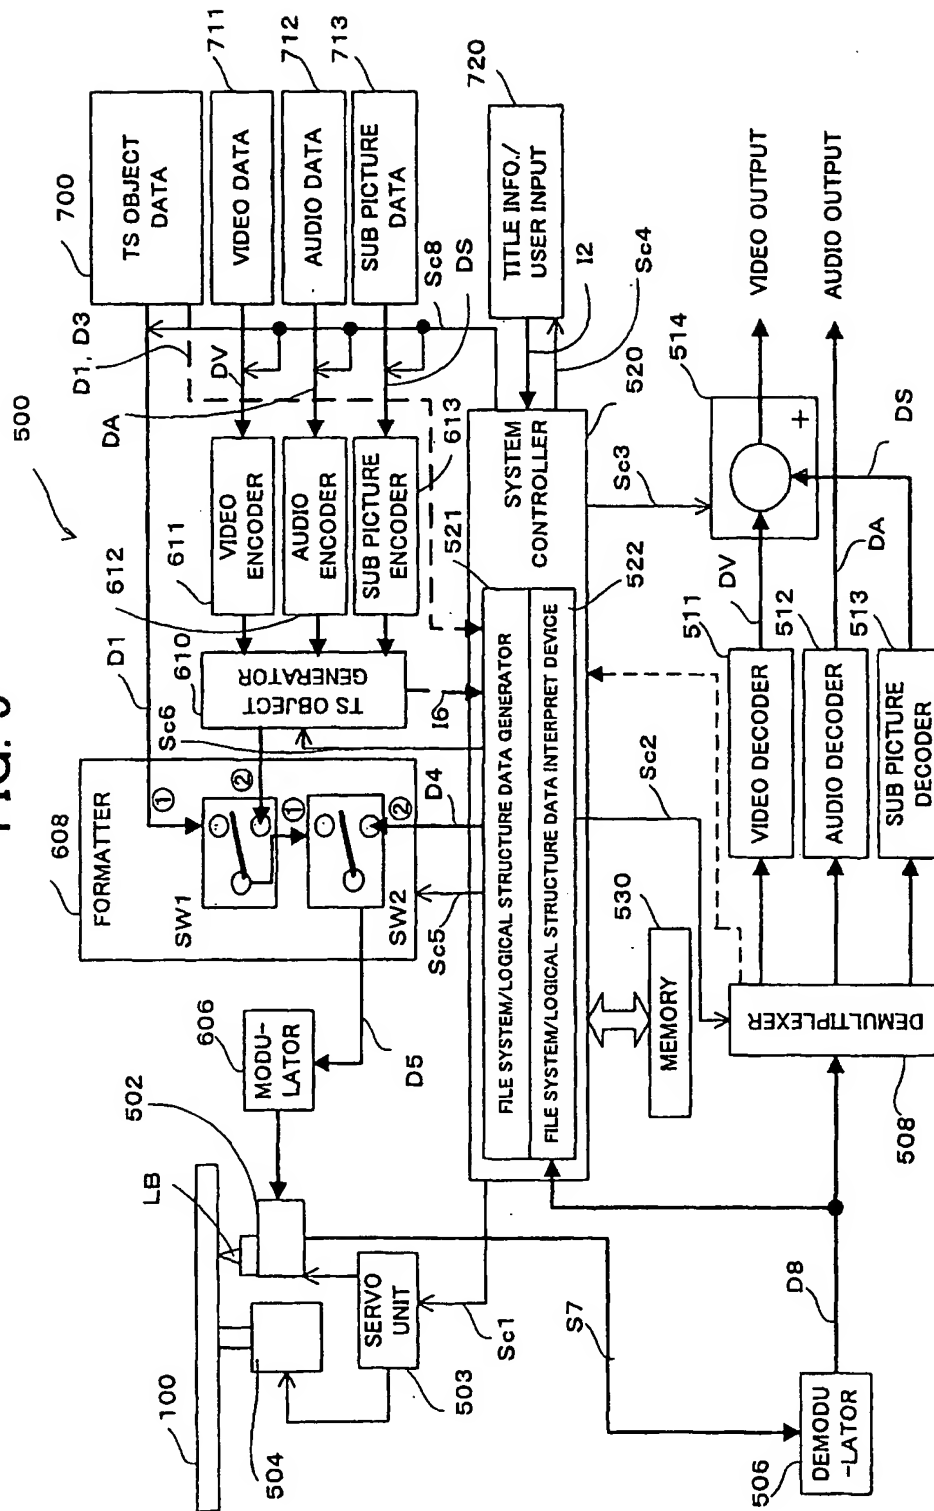 FIG.
500
100
LB
502
504
SERVO
UNIT
503
606
MODU-
LATOR
D5
608
FORMATTER
①
②
SW1
①
②
SW2
Sc5
D4
Sc6
D1
610
TS OBJECT
GENERATOR
I6
612
611
VIDEO
ENCODER
AUDIO
ENCODER
SUB PICTURE
ENCODER
613
DA
DV
D1, D3
700
TS OBJECT
DATA
711
VIDEO DATA
712
AUDIO DATA
713
SUB PICTURE
DATA
Sc8
DS
720
TITLE INFO./
USER INPUT
I2
Sc4
520
SYSTEM
CONTROLLER
521
FILE SYSTEM/LOGICAL STRUCTURE DATA GENERATOR
522
FILE SYSTEM/LOGICAL STRUCTURE DATA INTERPRET DEVICE
Sc1
S7
530
MEMORY
Sc2
Sc3
506
DEMODU
-LATOR
D8
508
DEMULTIPLEXER
511
VIDEO DECODER
512
AUDIO DECODER
513
SUB PICTURE
DECODER
DV
DA
DS
514
+
VIDEO OUTPUT
AUDIO OUTPUT